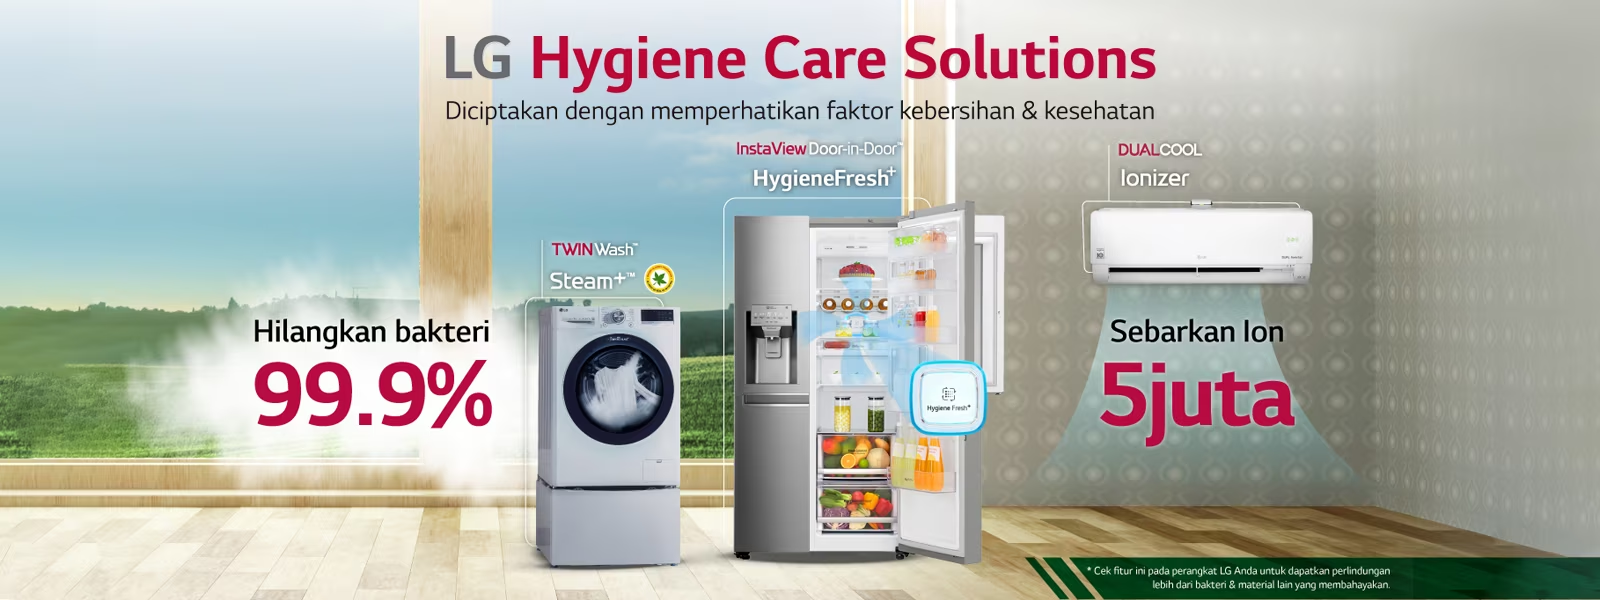 LG Hygiene Care Solutions
Diciptakan dengan memperhatikan faktor kebersihan & kesehatan
InstaView Door-in-Door™
HygieneFresh+
DUALCOOL
Ionizer
TWINWash™
Steam+™
Hilangkan bakteri
99.9%
Sebarkan Ion
5juta
Hygiene Fresh+
LG
* Cek fitur ini pada perangkat LG Anda untuk dapatkan perlindungan
lebih dari bakteri & material lain yang membahayakan.